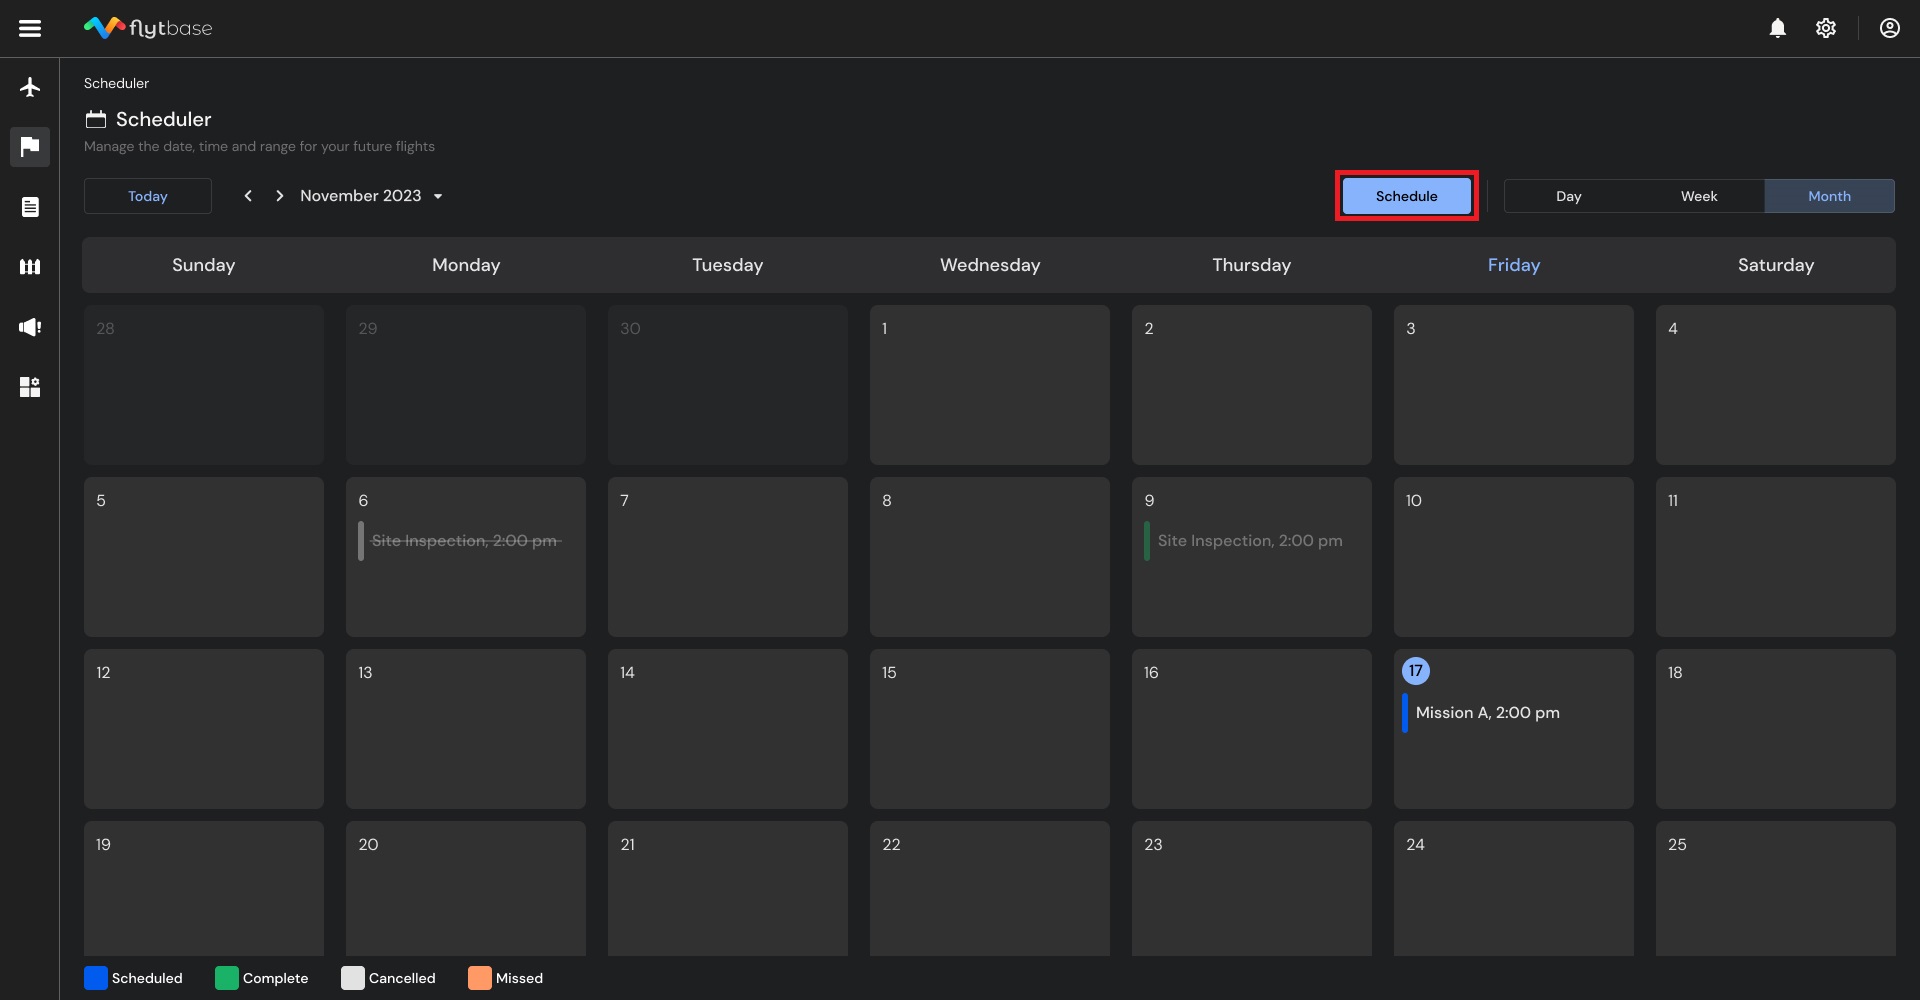 flytbase
Scheduler
Scheduler
Manage the date, time and range for your future flights
Today
November 2023
Schedule
Day
Week
Month
Sunday Monday Tuesday Wednesday Thursday Friday Saturday
28 29 30 1 2 3 4
5 6 7 8 9 10 11
Site Inspection, 2:00 pm
Site Inspection, 2:00 pm
12 13 14 15 16 17 18
Mission A, 2:00 pm
19 20 21 22 23 24 25
Scheduled Complete Cancelled Missed